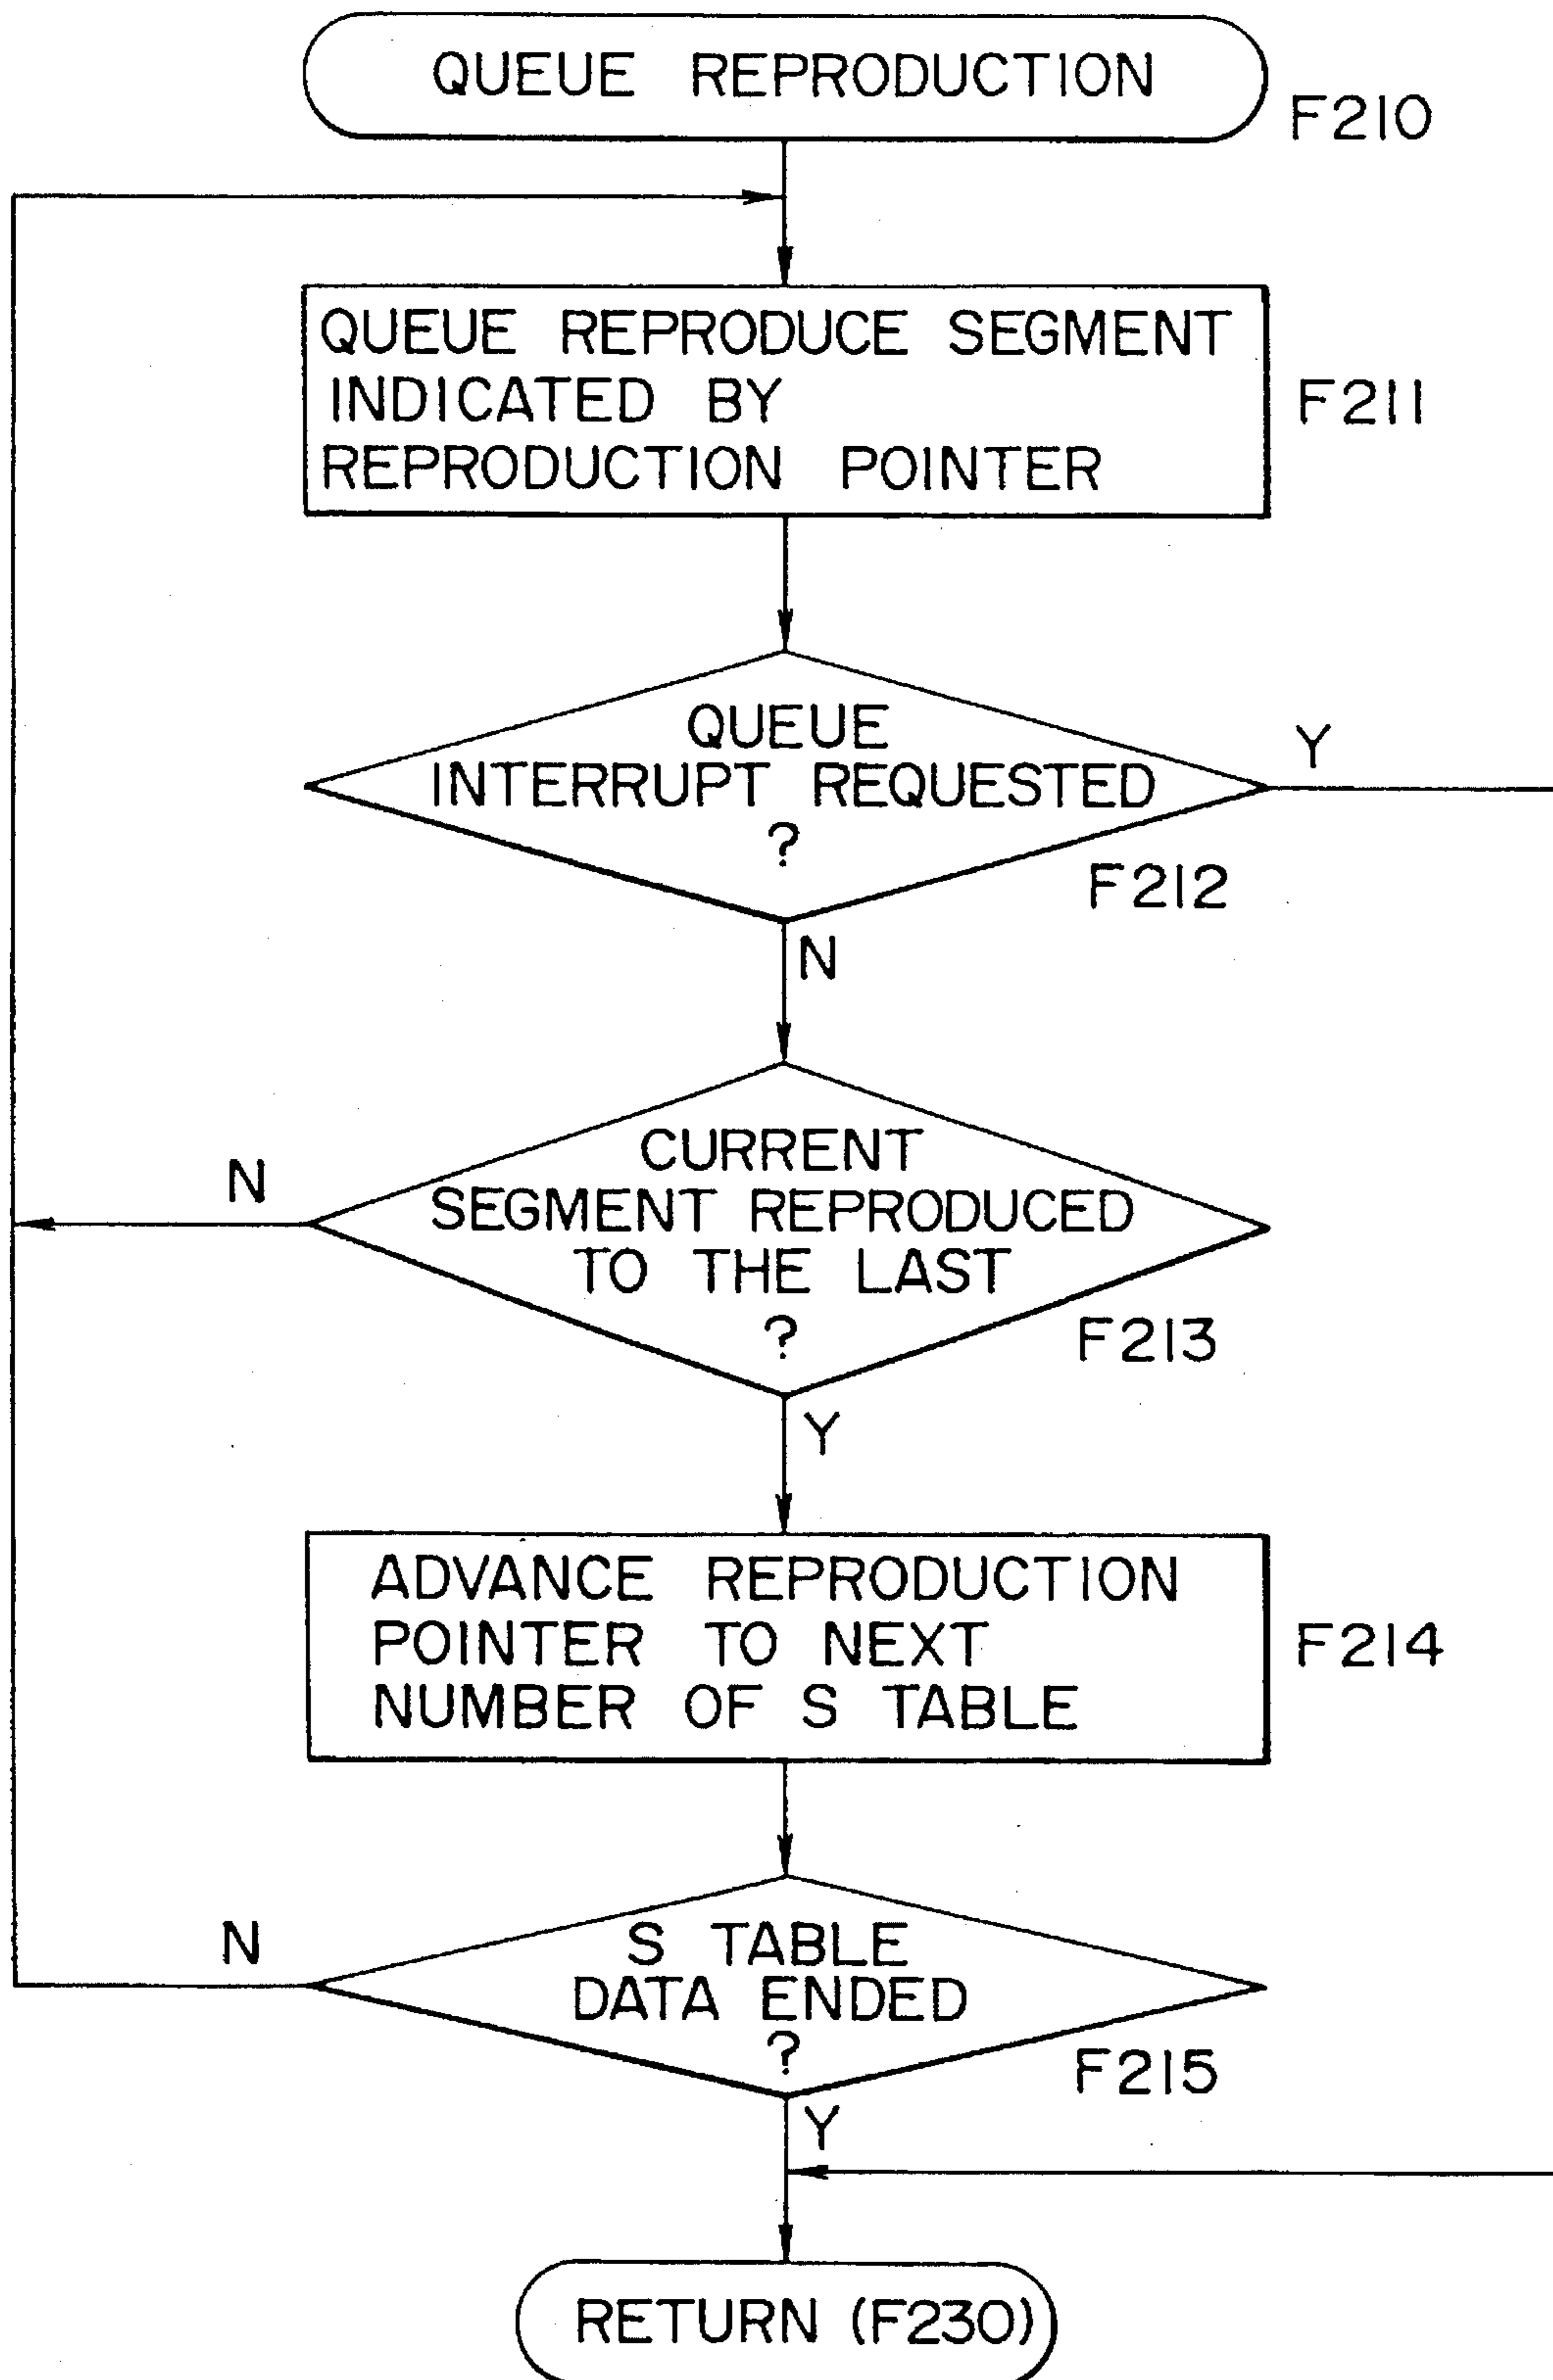 QUEUE REPRODUCTION
F210
QUEUE REPRODUCE SEGMENT
INDICATED BY
REPRODUCTION POINTER
F211
QUEUE
INTERRUPT REQUESTED
?
Y
F212
N
CURRENT
SEGMENT REPRODUCED
TO THE LAST
?
N
F213
Y
ADVANCE REPRODUCTION
POINTER TO NEXT
NUMBER OF S TABLE
F214
S TABLE
DATA ENDED
?
N
F215
Y
RETURN (F230)